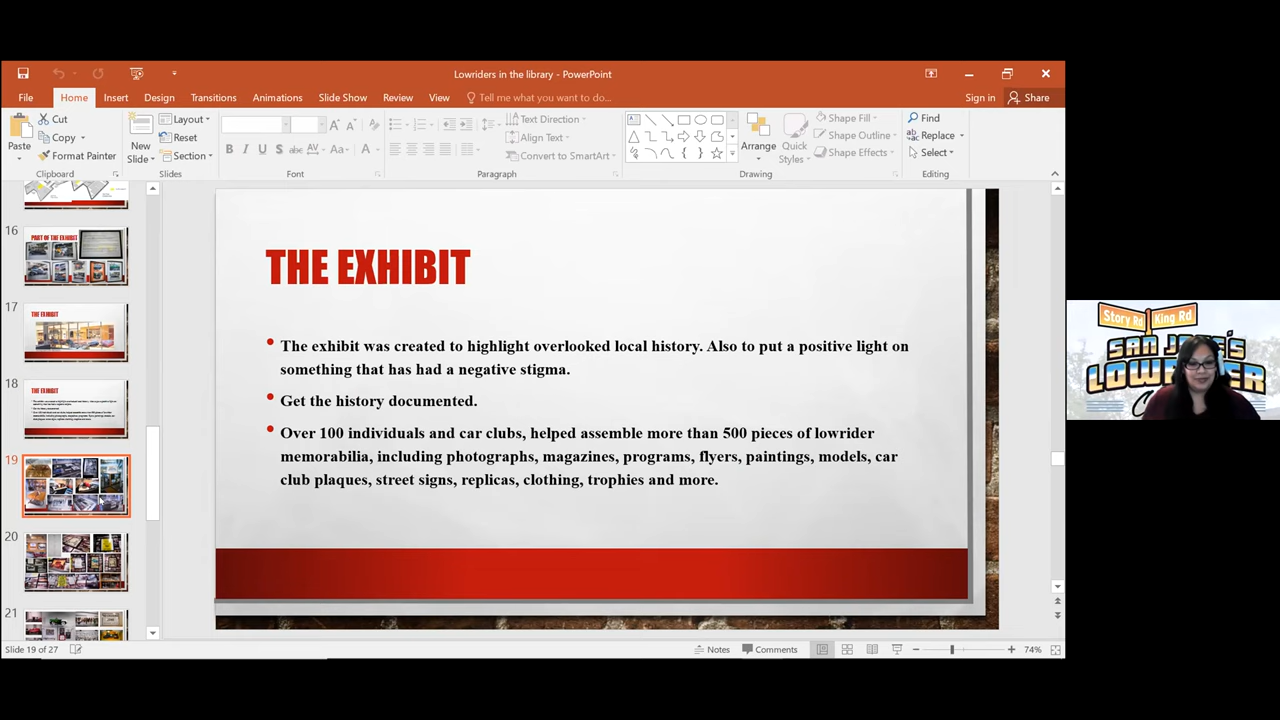 Lowriders in the library - PowerPoint
File Home Insert Design Transitions Animations Slide Show Review View Tell me what you want to do... Sign in Share
Paste
Cut
Copy
Format Painter
Clipboard
New
Slide
Layout
Reset
Section
Slides
B I U S abc AV Aa A
Font
Text Direction
Align Text
Convert to SmartArt
Paragraph
Arrange
Quick
Styles
Shape Fill
Shape Outline
Shape Effects
Drawing
Find
Replace
Select
Editing
16
PART OF THE EXHIBIT
17
THE EXHIBIT
18
THE EXHIBIT
19
20
21
THE EXHIBIT
• The exhibit was created to highlight overlooked local history. Also to put a positive light on
something that has had a negative stigma.
• Get the history documented.
• Over 100 individuals and car clubs, helped assemble more than 500 pieces of lowrider
memorabilia, including photographs, magazines, programs, flyers, paintings, models, car
club plaques, street signs, replicas, clothing, trophies and more.
Story Rd King Rd
SAN
Slide 19 of 27 Notes Comments 74%